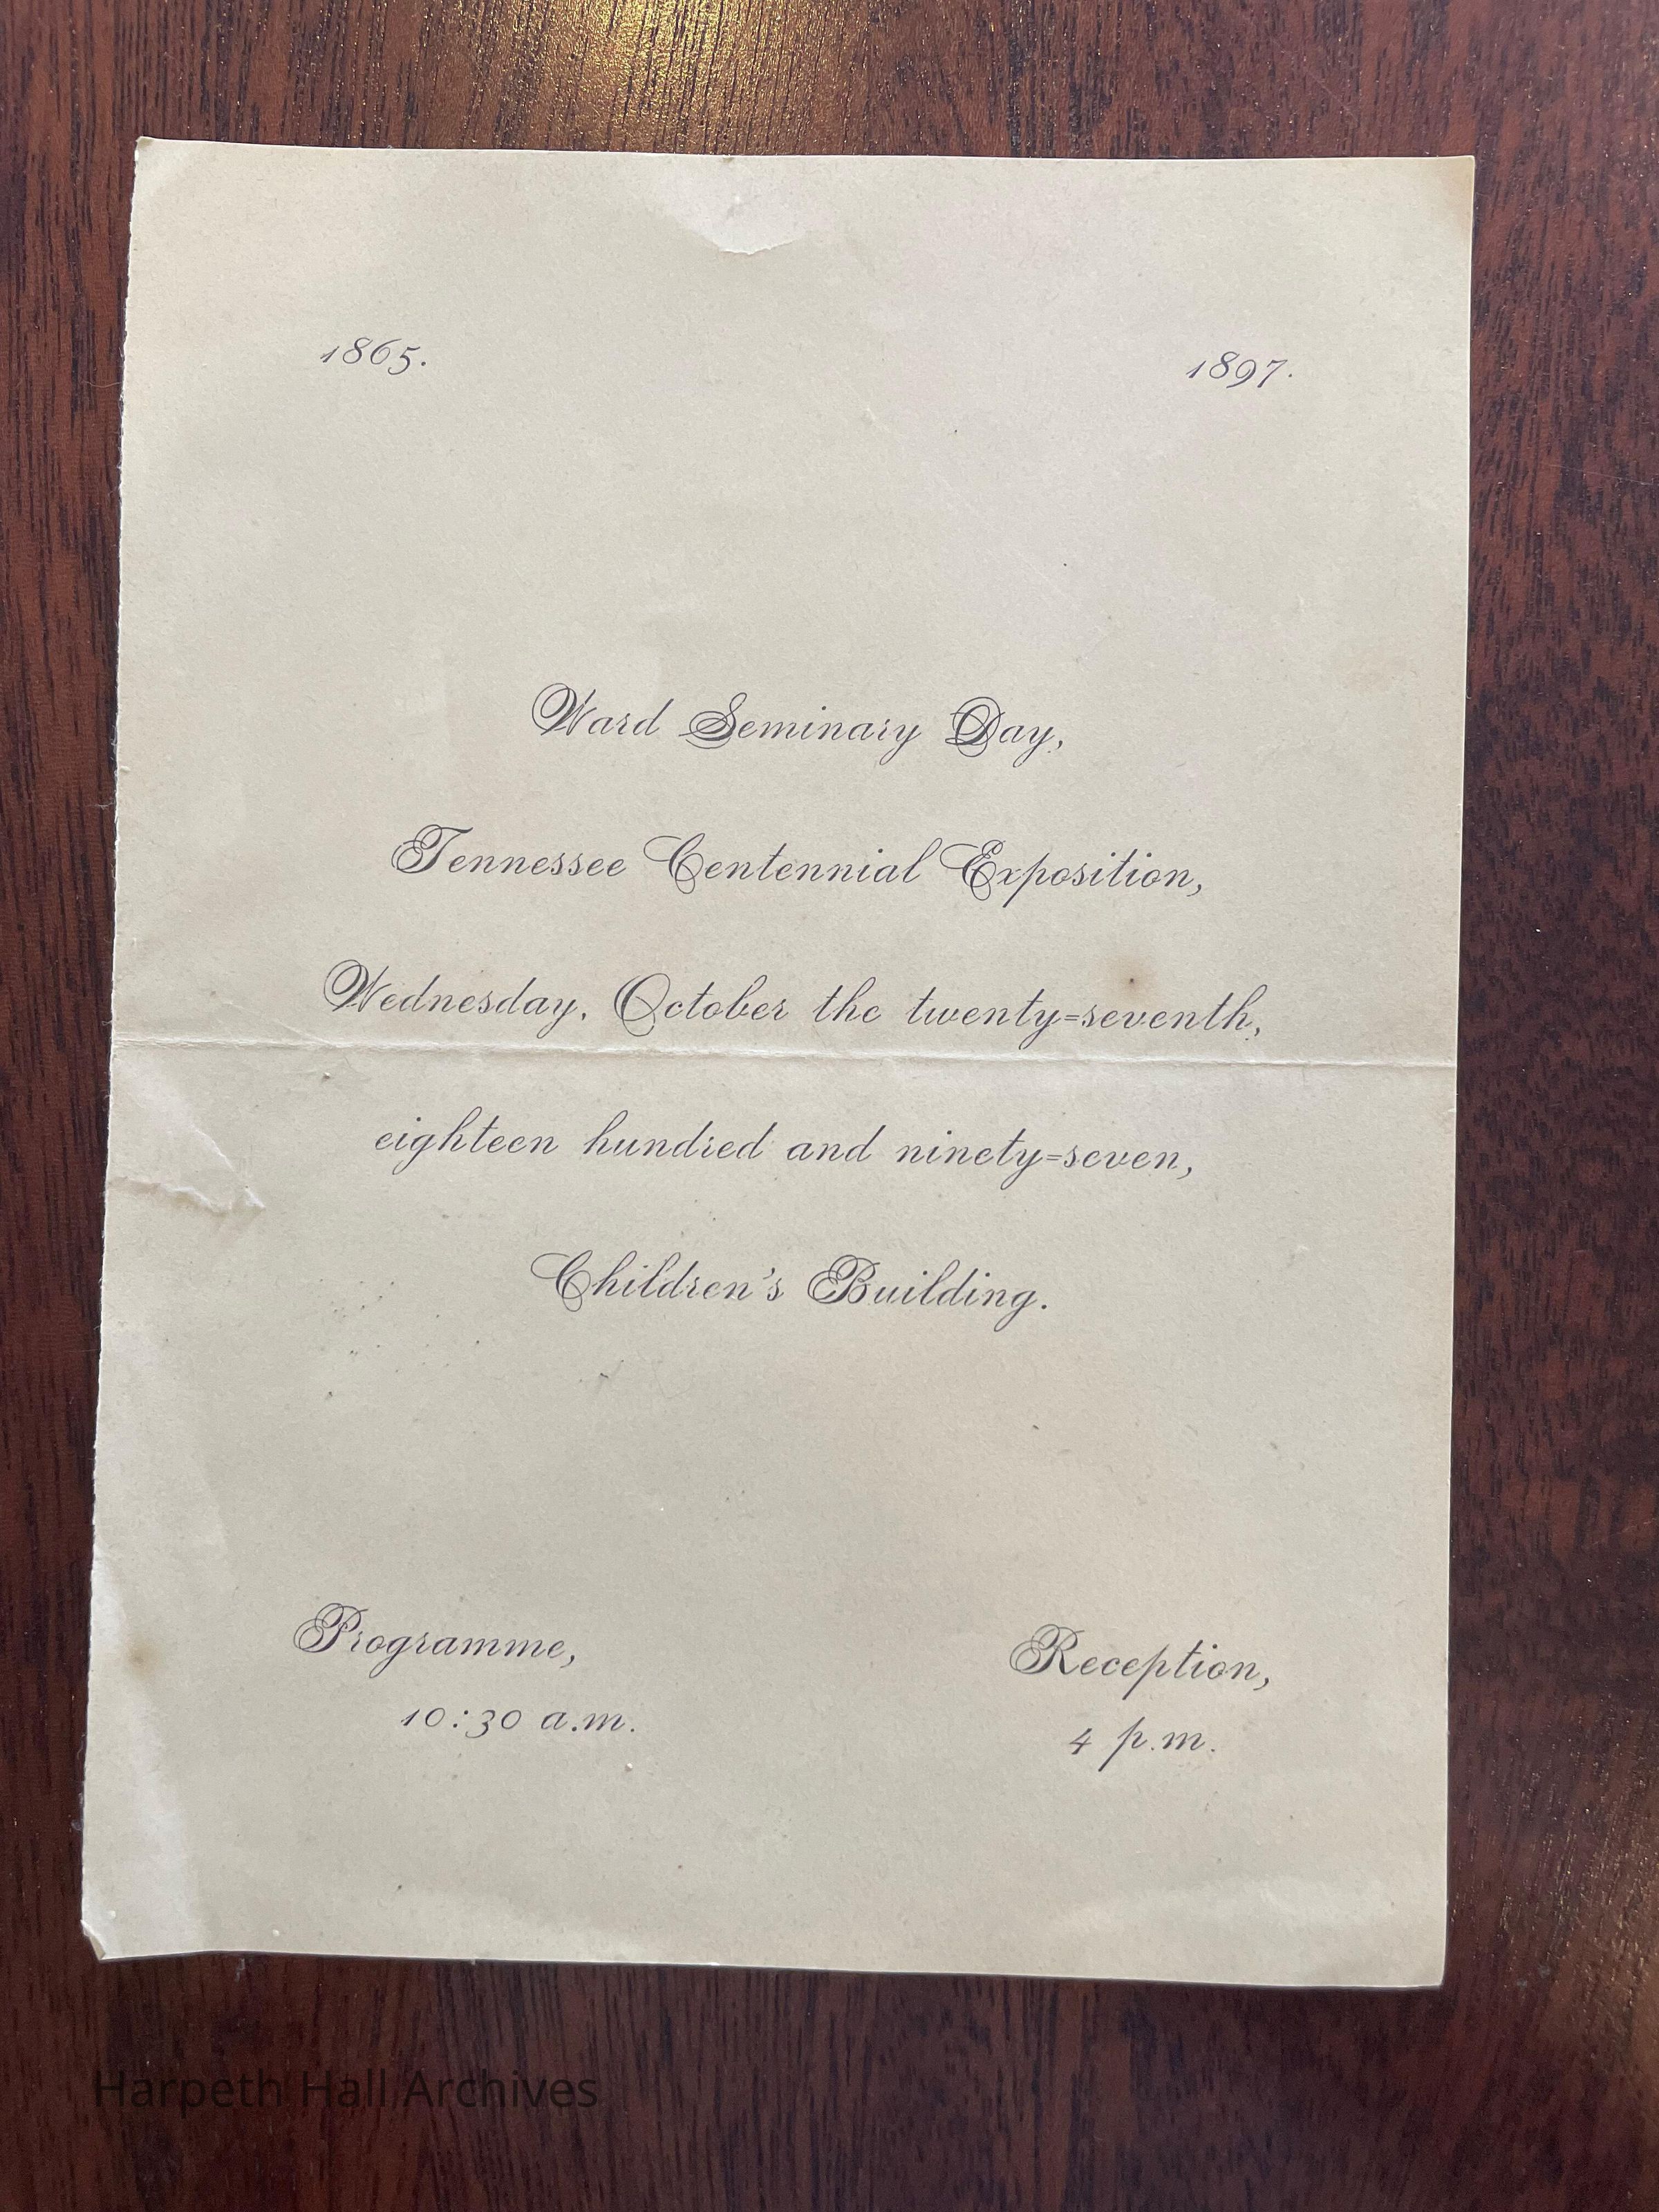 1865. 1897.
Ward Seminary Day,
Tennessee Centennial Exposition,
Wednesday, October the twenty=seventh,
eighteen hundred and ninety=seven,
Children's Building.
Programme, Reception,
10:30 a.m. 4 p.m.
Harpeth Hall Archives